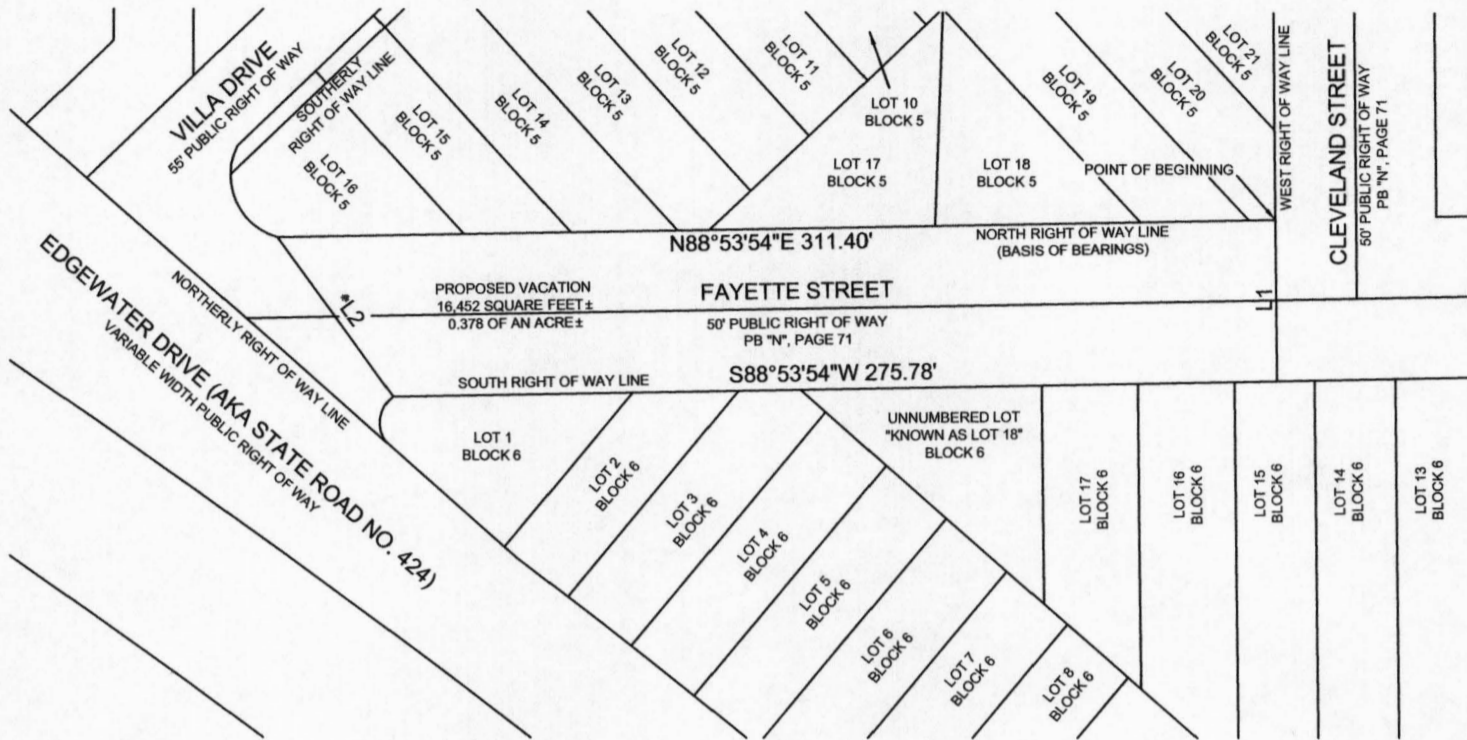 VILLA DRIVE
55' PUBLIC RIGHT OF WAY
SOUTHERLY
RIGHT OF WAY LINE
LOT 16
BLOCK 5
LOT 15
BLOCK 5
LOT 14
BLOCK 5
LOT 13
BLOCK 5
LOT 12
BLOCK 5
LOT 11
BLOCK 5
LOT 10
BLOCK 5
LOT 17
BLOCK 5
LOT 18
BLOCK 5
LOT 19
BLOCK 5
LOT 20
BLOCK 5
LOT 21
BLOCK 5
POINT OF BEGINNING
WEST RIGHT OF WAY LINE
CLEVELAND STREET
50' PUBLIC RIGHT OF WAY
PB "N", PAGE 71
N88°53'54"E 311.40'
NORTH RIGHT OF WAY LINE
(BASIS OF BEARINGS)
EDGEWATER DRIVE (AKA STATE ROAD NO. 424)
VARIABLE WIDTH PUBLIC RIGHT OF WAY
NORTHERLY RIGHT OF WAY LINE
*L2
PROPOSED VACATION
16,452 SQUARE FEET±
0.378 OF AN ACRE±
FAYETTE STREET
50' PUBLIC RIGHT OF WAY
PB "N", PAGE 71
L1
SOUTH RIGHT OF WAY LINE
S88°53'54"W 275.78'
LOT 1
BLOCK 6
LOT 2
BLOCK 6
LOT 3
BLOCK 6
LOT 4
BLOCK 6
LOT 5
BLOCK 6
LOT 6
BLOCK 6
LOT 7
BLOCK 6
LOT 8
BLOCK 6
UNNUMBERED LOT
"KNOWN AS LOT 18"
BLOCK 6
LOT 17
BLOCK 6
LOT 16
BLOCK 6
LOT 15
BLOCK 6
LOT 14
BLOCK 6
LOT 13
BLOCK 6